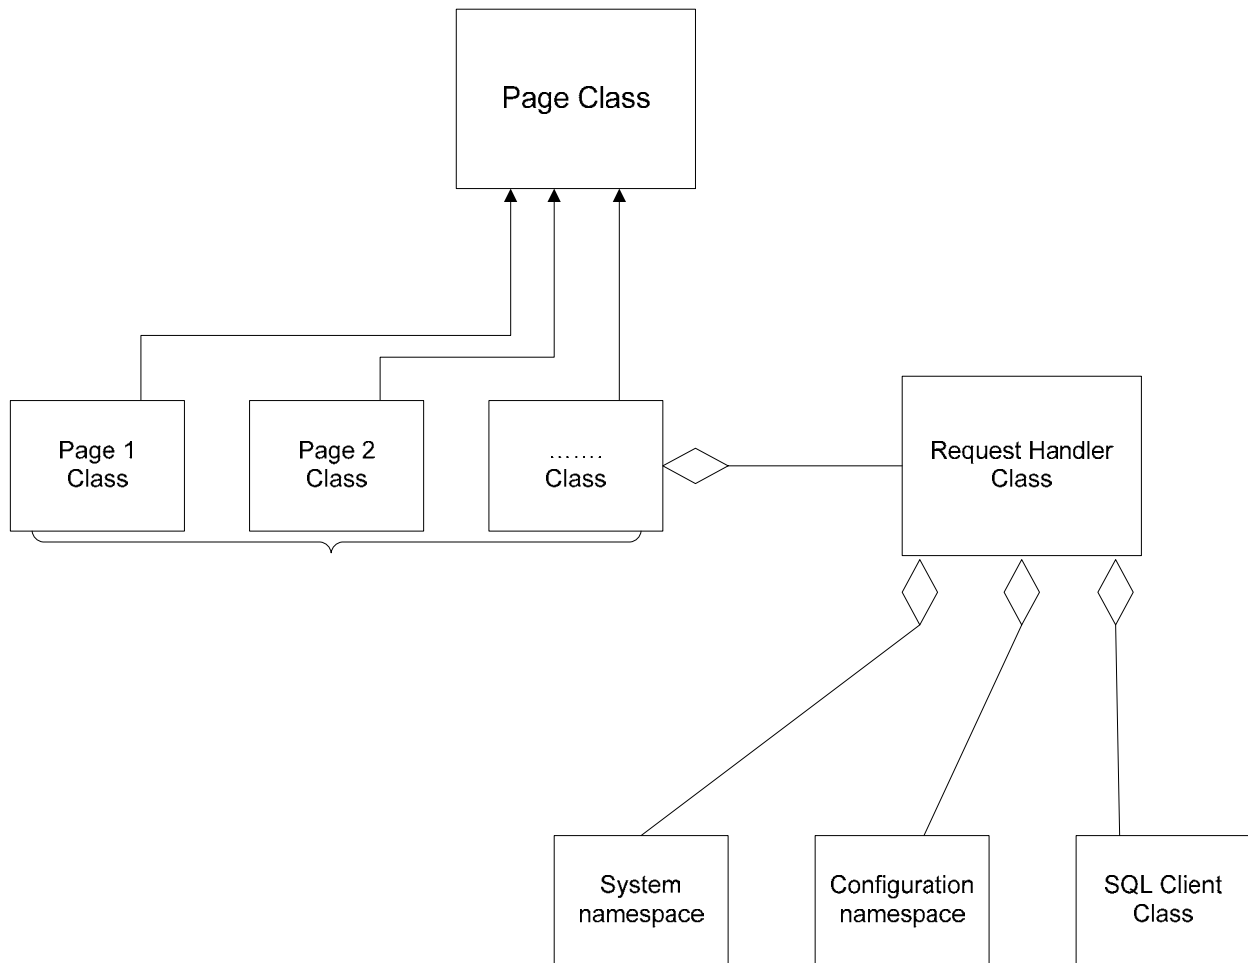 Page Class
Page 1
Class
Page 2
Class
.......
Class
Request Handler
Class
System
namespace
Configuration
namespace
SQL Client
Class